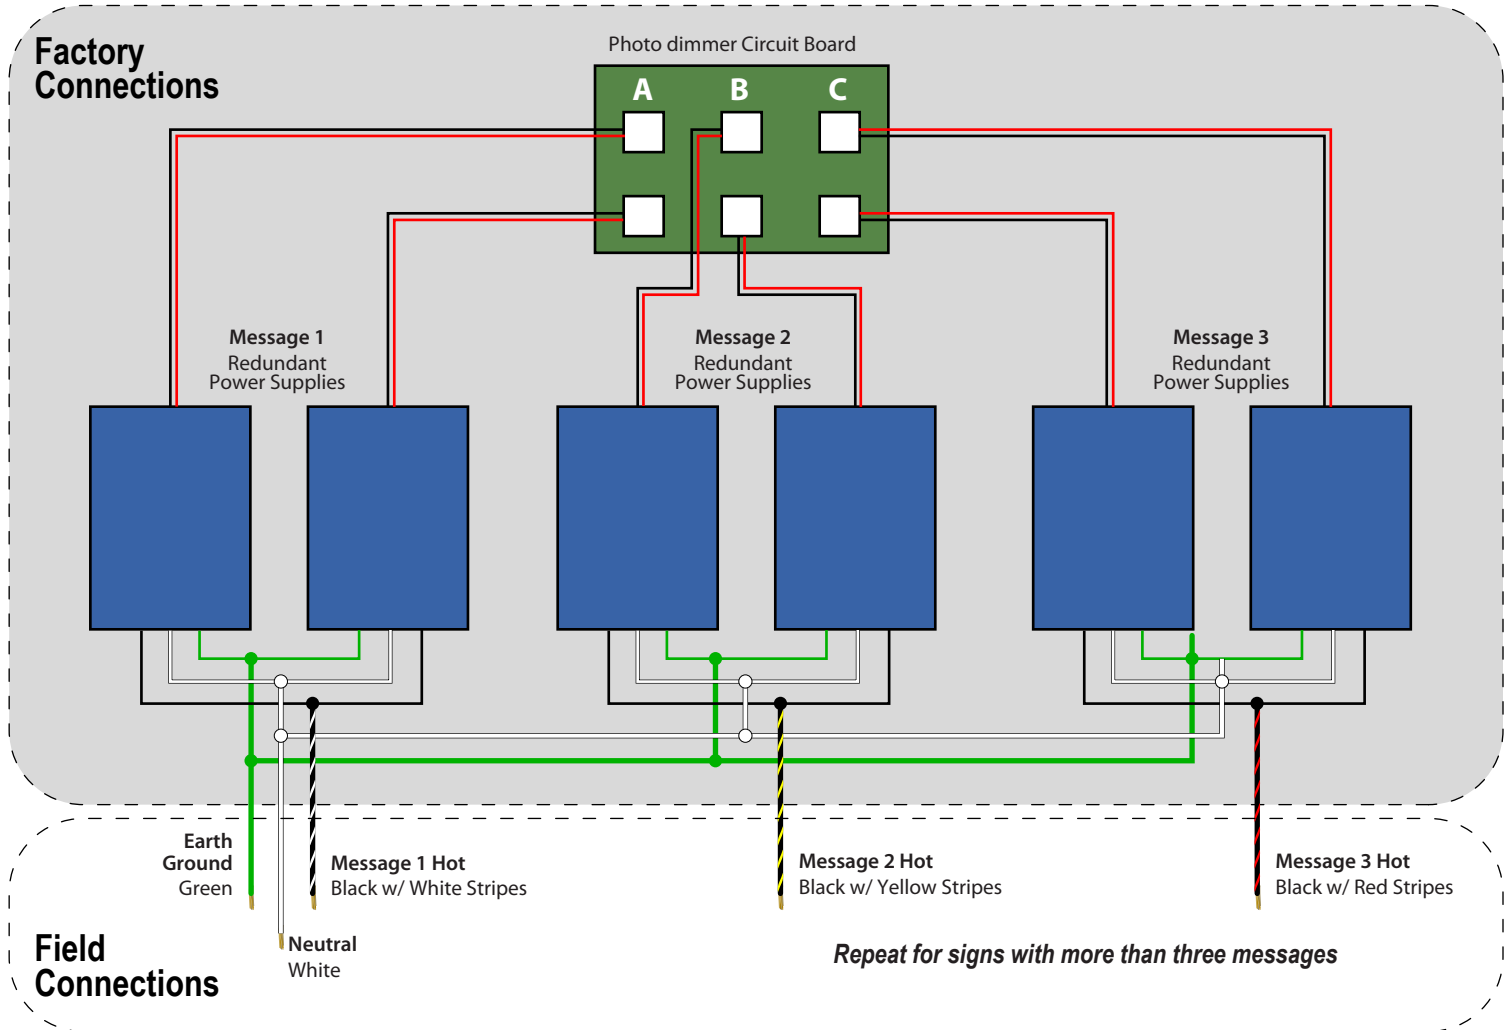 Factory
Connections
Photo dimmer Circuit Board
A B C
Message 1
Redundant
Power Supplies
Message 2
Redundant
Power Supplies
Message 3
Redundant
Power Supplies
Earth
Ground
Green
Message 1 Hot
Black w/ White Stripes
Message 2 Hot
Black w/ Yellow Stripes
Message 3 Hot
Black w/ Red Stripes
Neutral
White
Field
Connections
Repeat for signs with more than three messages